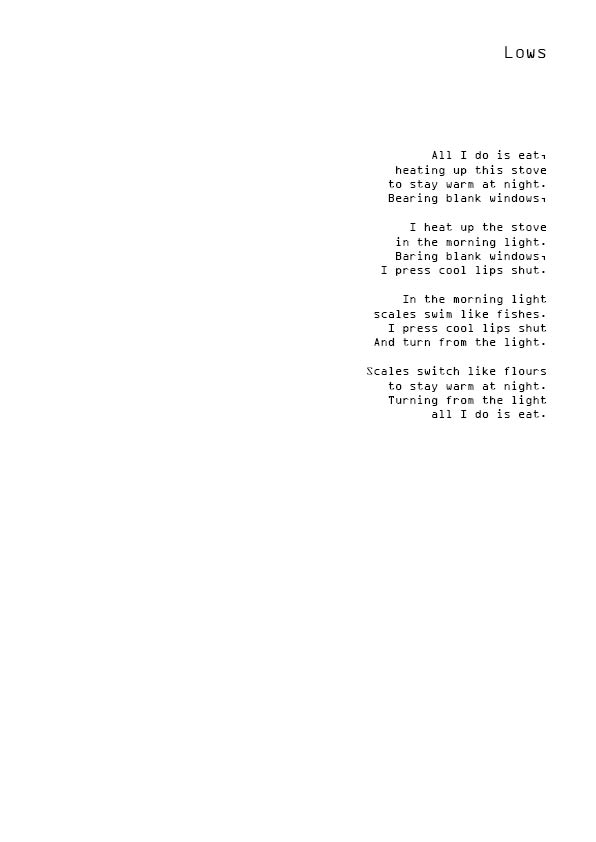 Lows
All I do is eat,
heating up this stove
to stay warm at night.
Bearing blank windows,
I heat up the stove
in the morning light.
Baring blank windows,
I press cool lips shut.
In the morning light
scales swim like fishes.
I press cool lips shut
And turn from the light.
Scales switch like flours
to stay warm at night.
Turning from the light
all I do is eat.